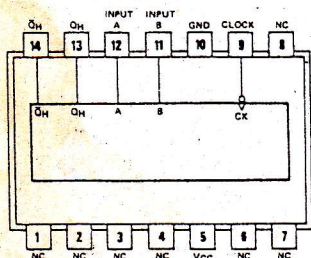 Q̄H QH INPUT A INPUT B GND CLOCK NC
14 13 12 11 10 9 8
Q̄H QH A B CK
1 2 3 4 5 6 7
NC NC NC NC VCC NC NC